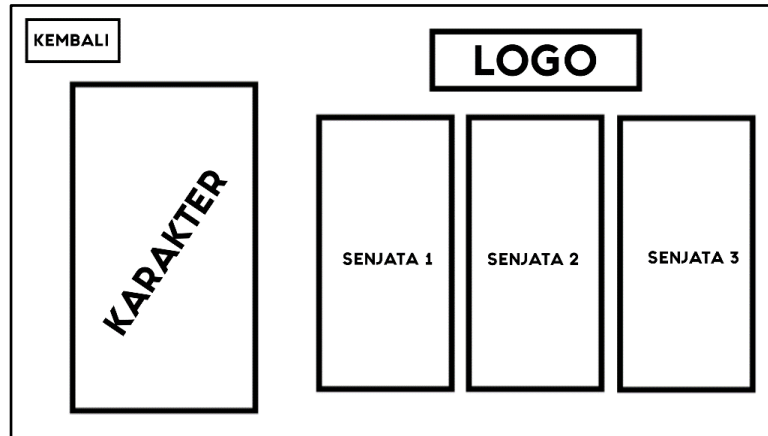 KEMBALI
LOGO
KARAKTER
SENJATA 1
SENJATA 2
SENJATA 3